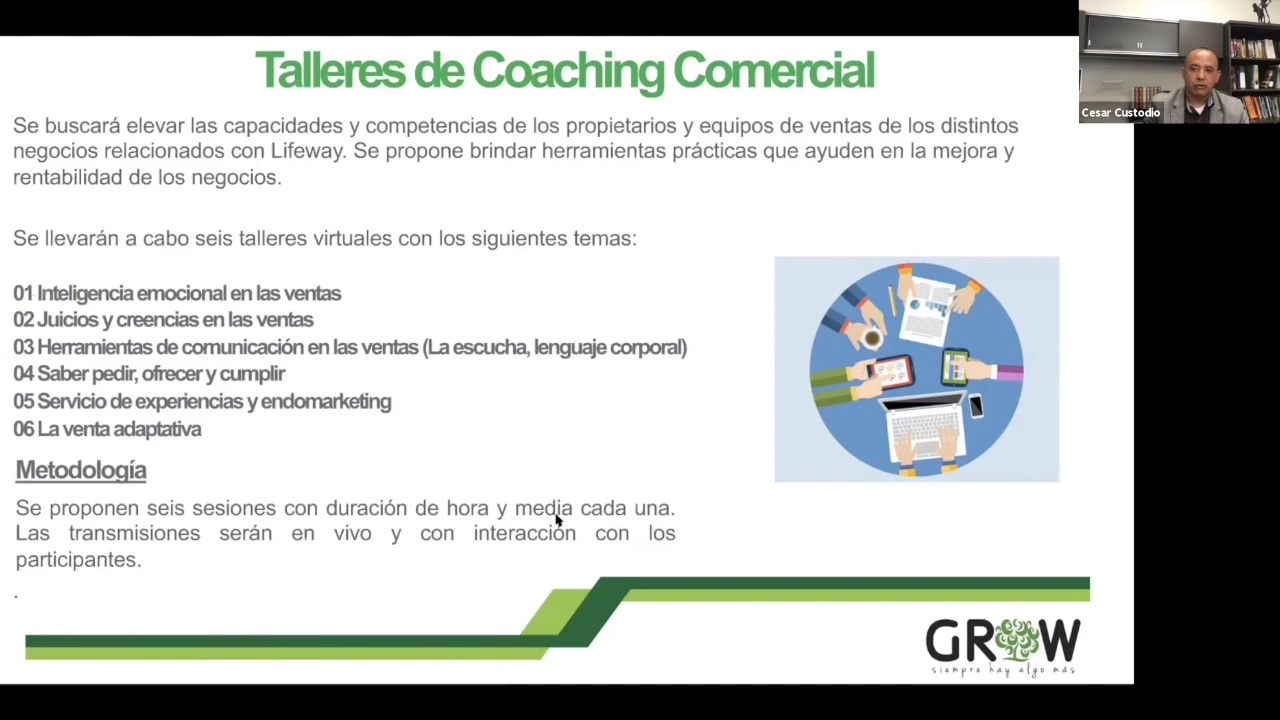 Talleres de Coaching Comercial
Cesar Custodio
Se buscará elevar las capacidades y competencias de los propietarios y equipos de ventas de los distintos
negocios relacionados con Lifeway. Se propone brindar herramientas prácticas que ayuden en la mejora y
rentabilidad de los negocios.
Se llevarán a cabo seis talleres virtuales con los siguientes temas:
01 Inteligencia emocional en las ventas
02 Juicios y creencias en las ventas
03 Herramientas de comunicación en las ventas (La escucha, lenguaje corporal)
04 Saber pedir, ofrecer y cumplir
05 Servicio de experiencias y endomarketing
06 La venta adaptativa
Metodología
Se proponen seis sesiones con duración de hora y media cada una.
Las transmisiones serán en vivo y con interacción con los
participantes.
.
GROW
siempre hay algo más